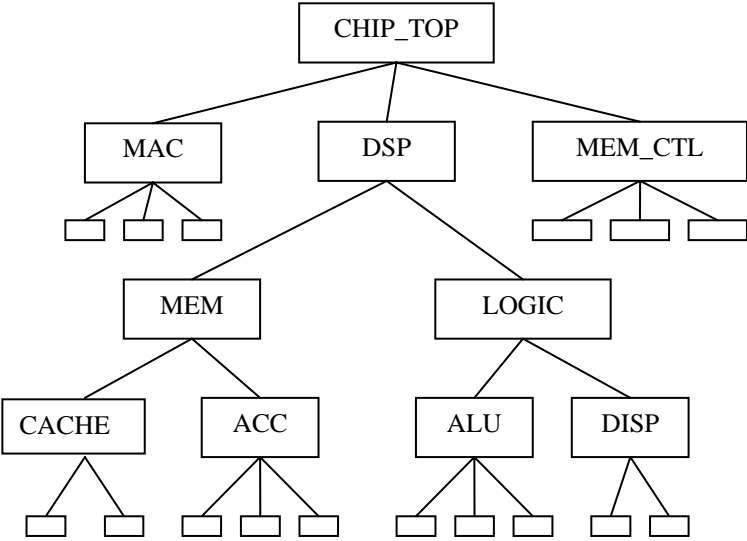 CHIP_TOP
MAC
DSP
MEM_CTL
MEM
LOGIC
CACHE
ACC
ALU
DISP